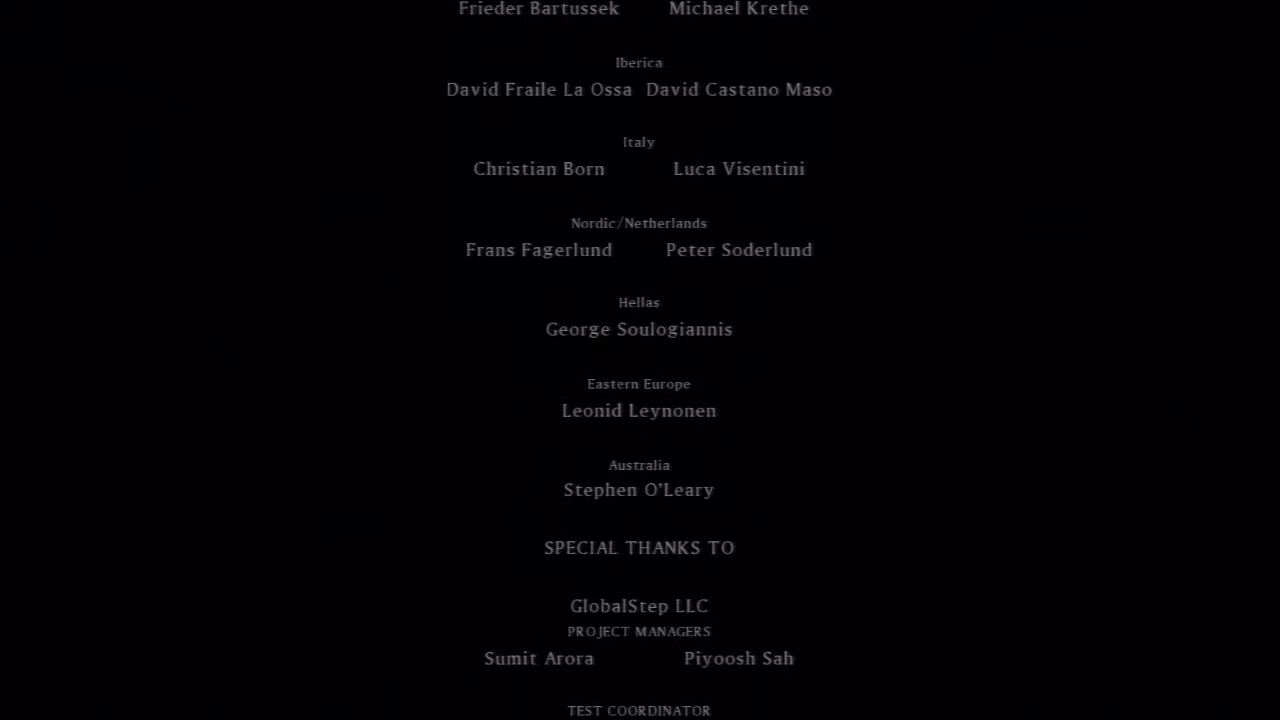 Frieder Bartussek Michael Krethe
Iberica
David Fraile La Ossa David Castano Maso
Italy
Christian Born Luca Visentini
Nordic/Netherlands
Frans Fagerlund Peter Soderlund
Hellas
George Soulogiannis
Eastern Europe
Leonid Leynonen
Australia
Stephen O'Leary
SPECIAL THANKS TO
GlobalStep LLC
PROJECT MANAGERS
Sumit Arora Piyoosh Sah
TEST COORDINATOR